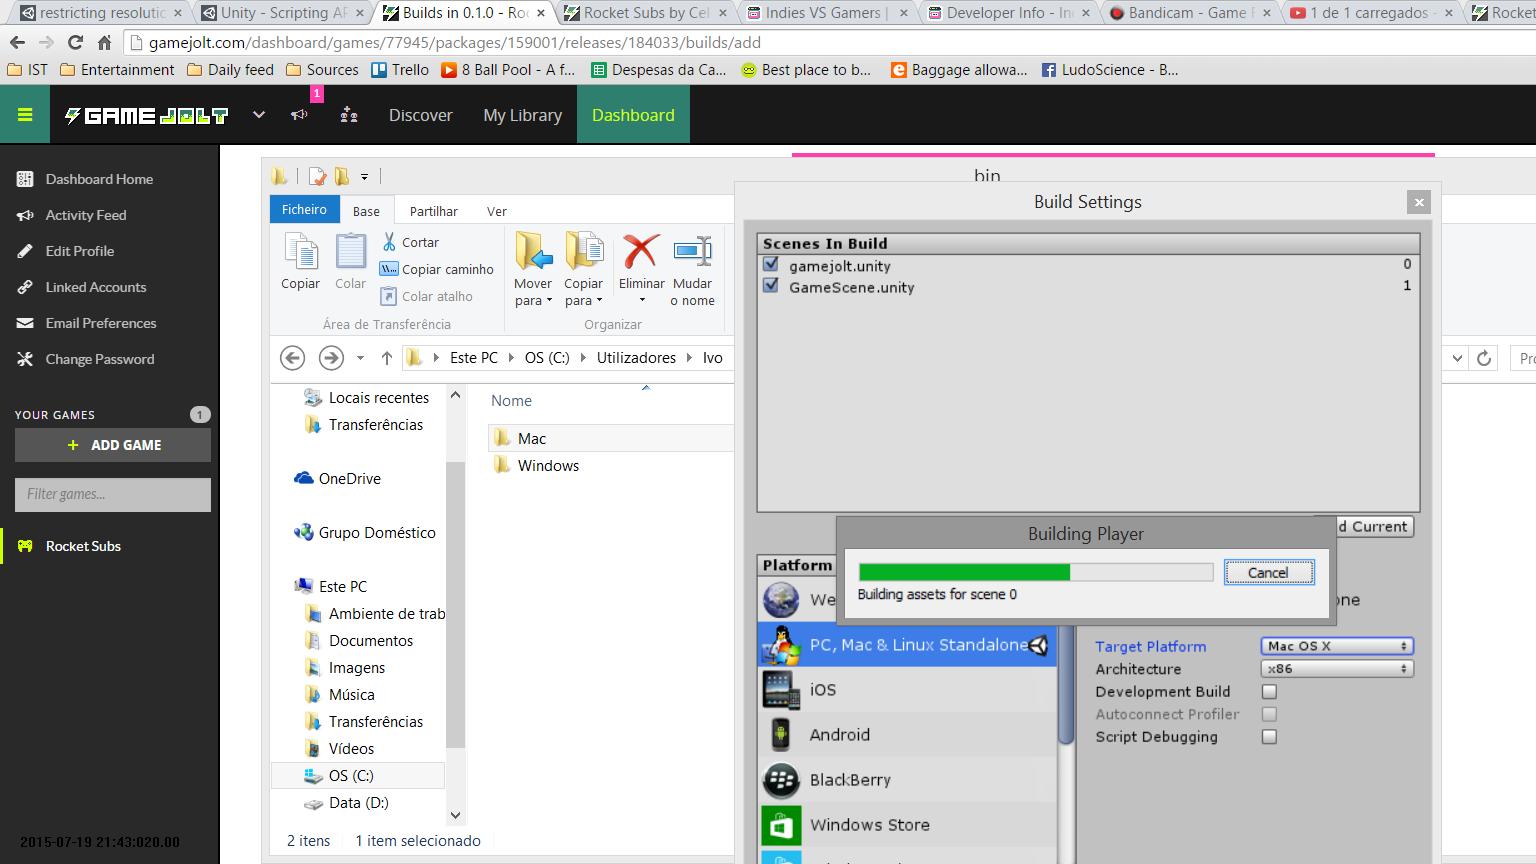 restricting resolutio
Unity - Scripting AP
Builds in 0.1.0 - Ro
Rocket Subs by Cel
Indies VS Gamers |
Developer Info - In
Bandicam - Game R
1 de 1 carregados -
Rocket
gamejolt.com/dashboard/games/77945/packages/159001/releases/184033/builds/add
IST
Entertainment
Daily feed
Sources
Trello
8 Ball Pool - A f...
Despesas da Ca...
Best place to b...
Baggage allowa...
LudoScience - B...
GAME JOLT
1
Discover
My Library
Dashboard
Dashboard Home
Activity Feed
Edit Profile
Linked Accounts
Email Preferences
Change Password
YOUR GAMES 1
+ ADD GAME
Filter games...
Rocket Subs
2015-07-19 21:43:020.00
bin
Ficheiro
Base
Partilhar
Ver
Copiar
Colar
Cortar
Copiar caminho
Colar atalho
Área de Transferência
Mover para
Copiar para
Eliminar
Mudar o nome
Organizar
Este PC
OS (C:)
Utilizadores
Ivo
Pro
Locais recentes
Transferências
OneDrive
Grupo Doméstico
Este PC
Ambiente de trab
Documentos
Imagens
Música
Transferências
Vídeos
OS (C:)
Data (D:)
Nome
Mac
Windows
2 itens
1 item selecionado
Build Settings
Scenes In Build
gamejolt.unity 0
GameScene.unity 1
d Current
Building Player
Cancel
Building assets for scene 0
Platform
We
one
PC, Mac & Linux Standalone
iOS
Android
BlackBerry
Windows Store
Target Platform Mac OS X
Architecture x86
Development Build
Autoconnect Profiler
Script Debugging